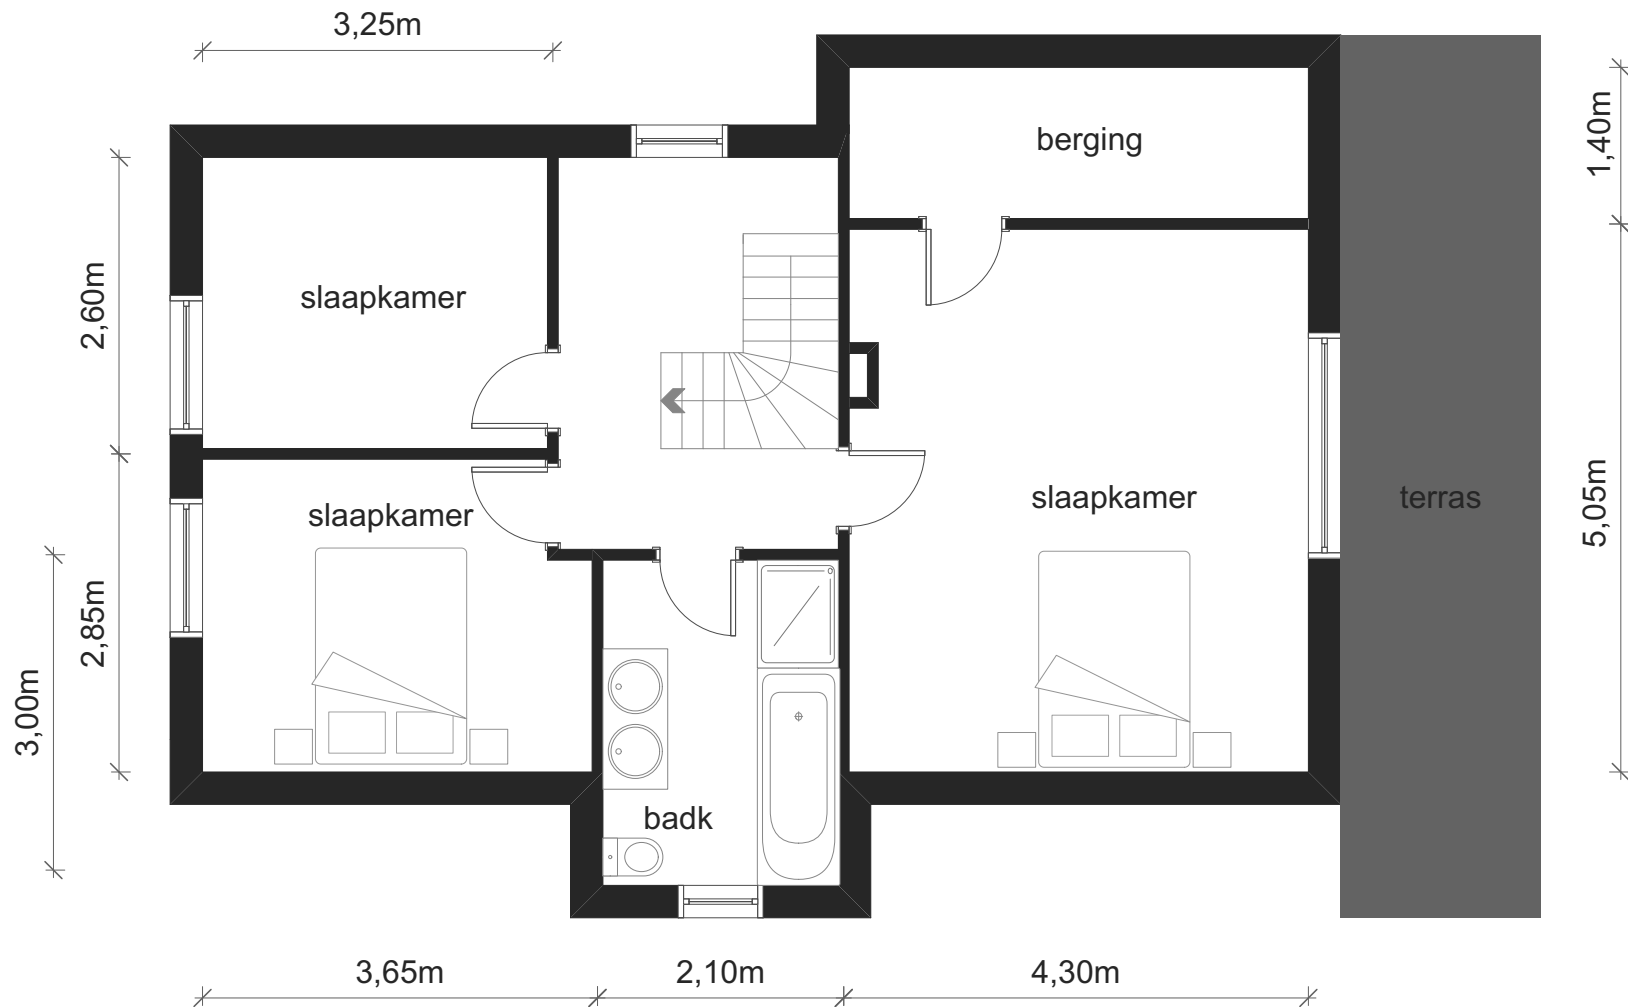 3,25m
berging
1,40m
slaapkamer
2,60m
slaapkamer
slaapkamer
terras
5,05m
2,85m
3,00m
badk
3,65m
2,10m
4,30m